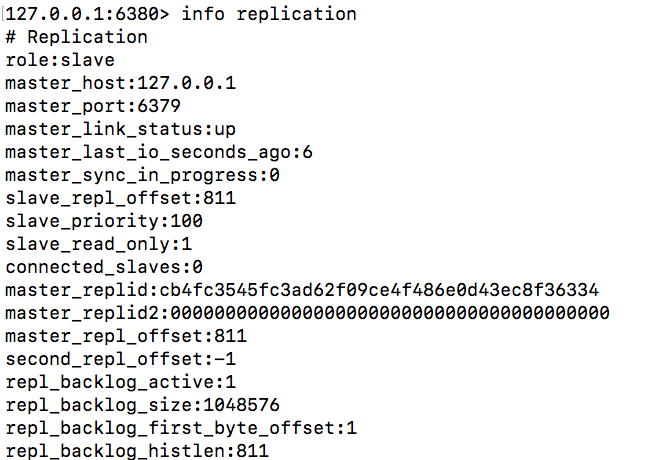 127.0.0.1:6380> info replication
# Replication
role:slave
master_host:127.0.0.1
master_port:6379
master_link_status:up
master_last_io_seconds_ago:6
master_sync_in_progress:0
slave_repl_offset:811
slave_priority:100
slave_read_only:1
connected_slaves:0
master_replid:cb4fc3545fc3ad62f09ce4f486e0d43ec8f36334
master_replid2:0000000000000000000000000000000000000000
master_repl_offset:811
second_repl_offset:-1
repl_backlog_active:1
repl_backlog_size:1048576
repl_backlog_first_byte_offset:1
repl_backlog_histlen:811